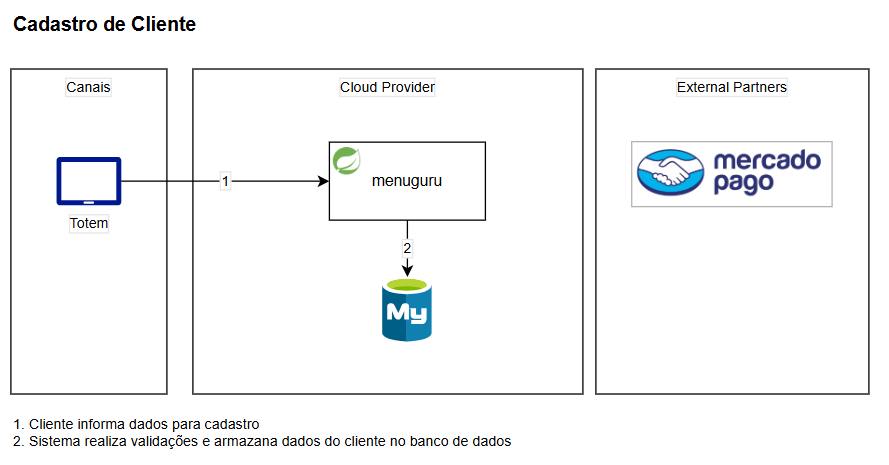 Cadastro de Cliente
Canais
Cloud Provider
External Partners
menuguru
mercado
pago
1
Totem
2
My
1. Cliente informa dados para cadastro
2. Sistema realiza validações e armazana dados do cliente no banco de dados